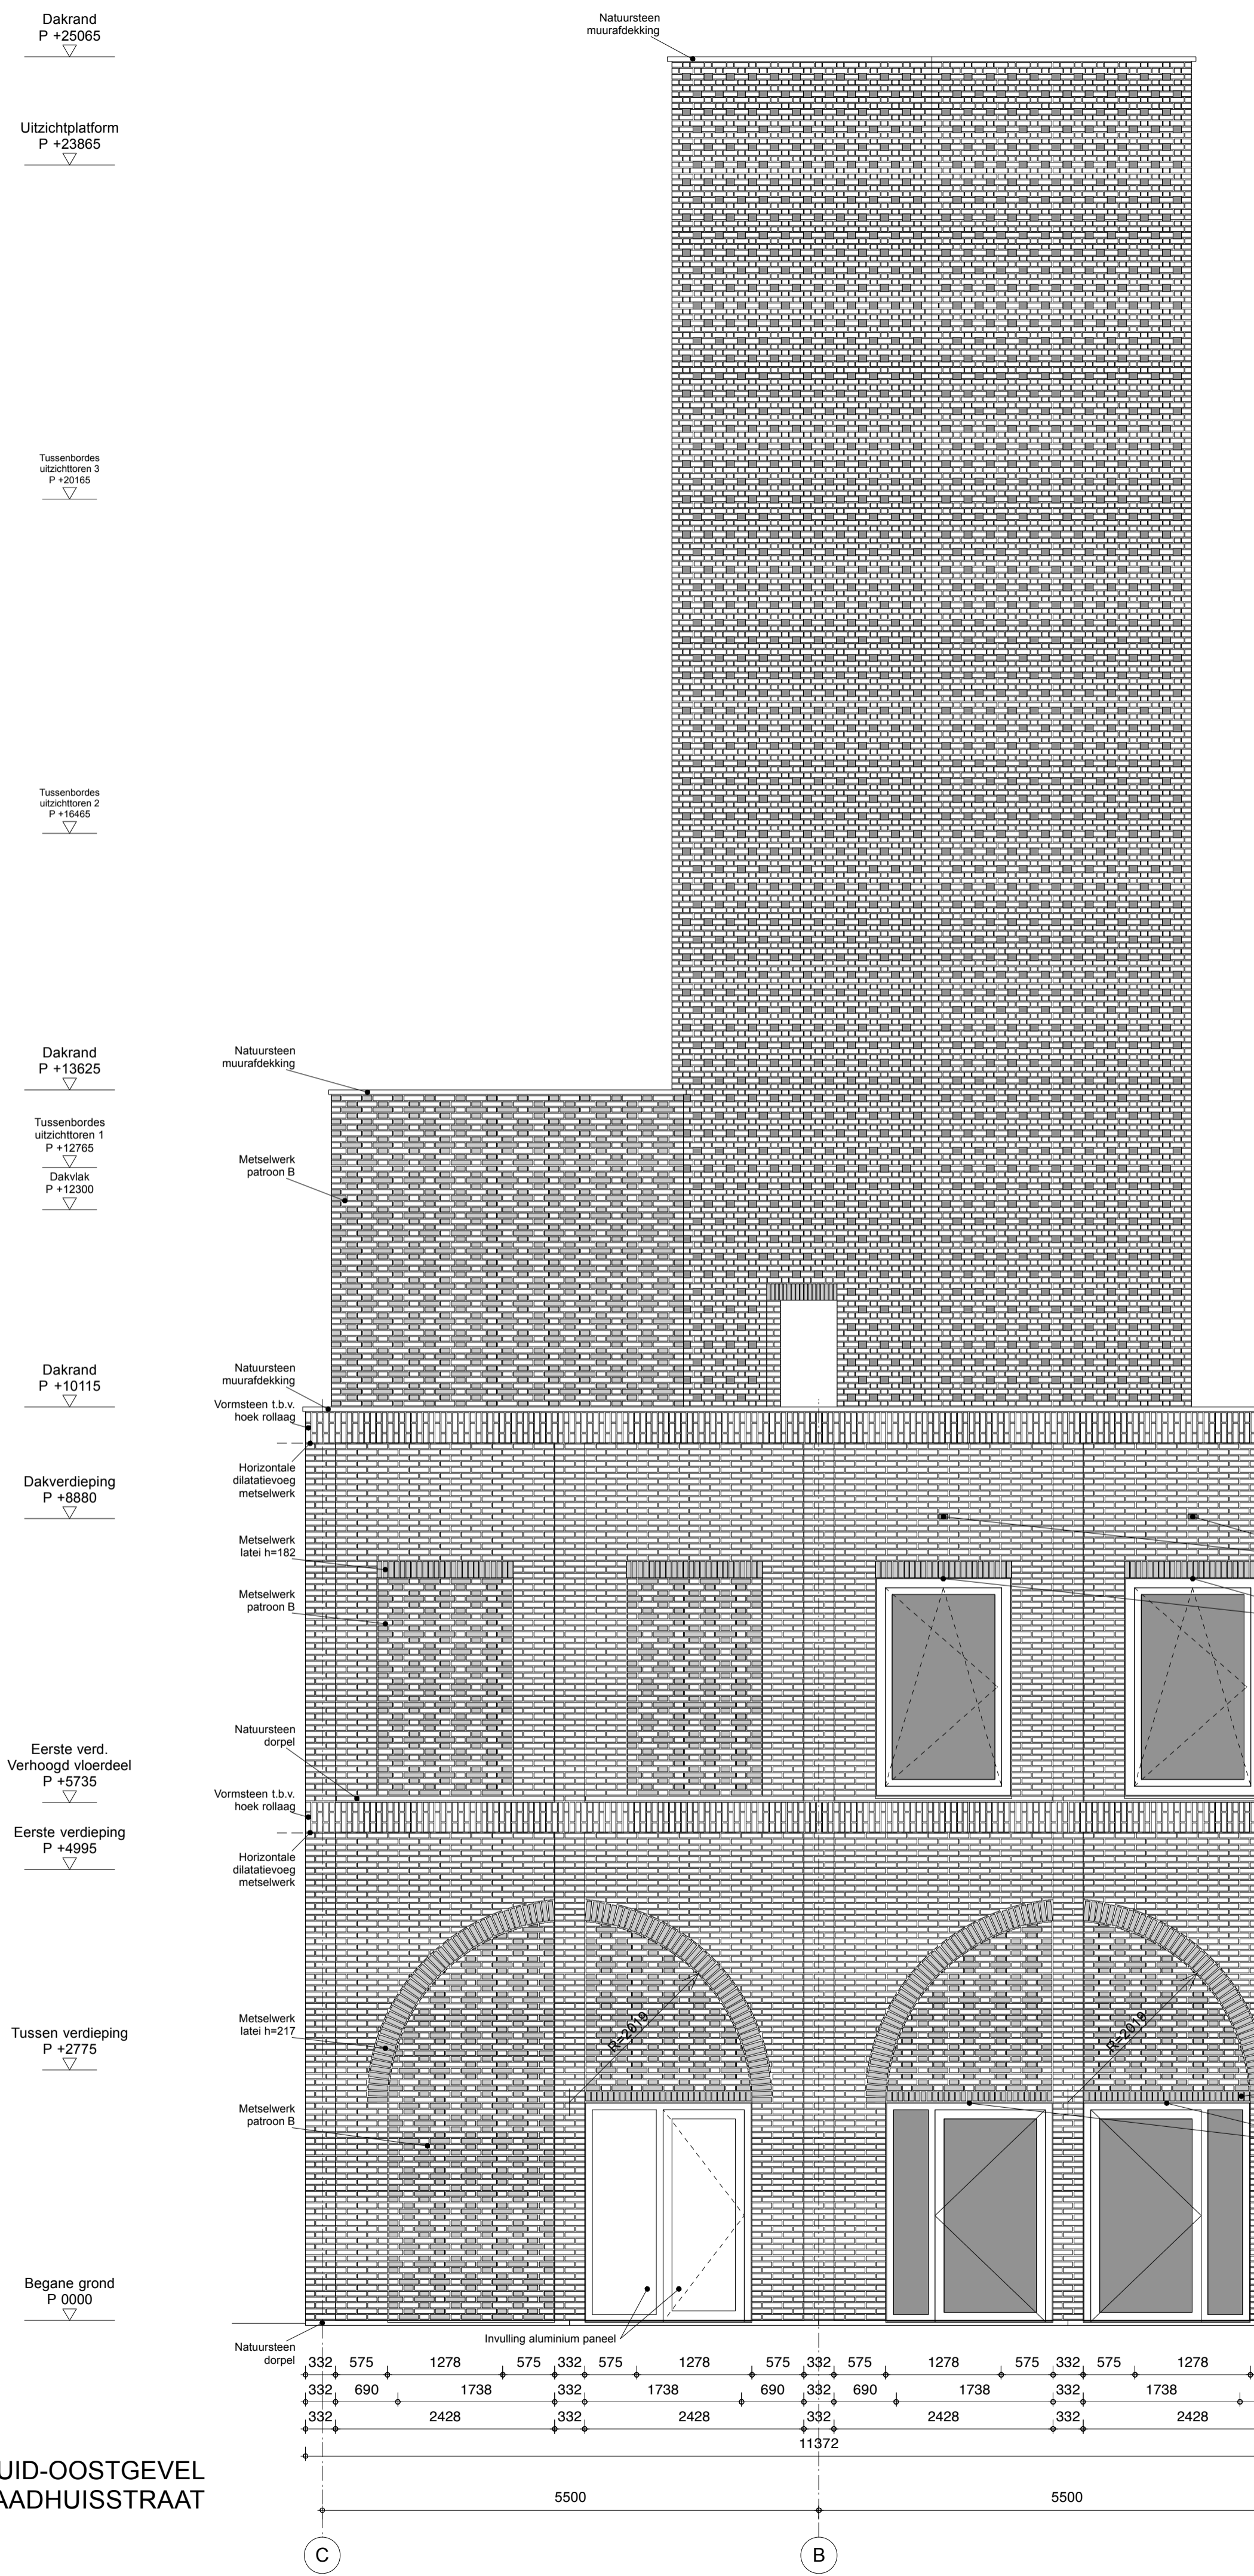 Dakrand
P +25065
Natuursteen
muurafdekking
Uitzichtplatform
P +23865
Tussenbordes
uitzichttoren 3
P +20165
Tussenbordes
uitzichttoren 2
P +16465
Dakrand
P +13625
Natuursteen
muurafdekking
Tussenbordes
uitzichttoren 1
P +12765
Dakvlak
P +12300
Metselwerk
patroon B
Dakrand
P +10115
Natuursteen
muurafdekking
Vormsteen t.b.v.
hoek rollaag
Horizontale
dilatatievoeg
metselwerk
Dakverdieping
P +8880
Metselwerk
latei h=182
Metselwerk
patroon B
Natuursteen
dorpel
Eerste verd.
Verhoogd vloerdeel
P +5735
Vormsteen t.b.v.
hoek rollaag
Eerste verdieping
P +4995
Horizontale
dilatatievoeg
metselwerk
Metselwerk
latei h=217
R=2019
R=2019
Tussen verdieping
P +2775
Metselwerk
patroon B
Begane grond
P 0000
Natuursteen
dorpel
Invulling aluminium paneel
332 575 1278 575 332 575 1278 575 332 575 1278 575 332 575 1278
332 690 1738 332 1738 690 332 690 1738 332 1738
332 2428 332 2428 332 2428 332 2428
11372
UID-OOSTGEVEL
AADHUISSTRAAT
5500 5500
C B